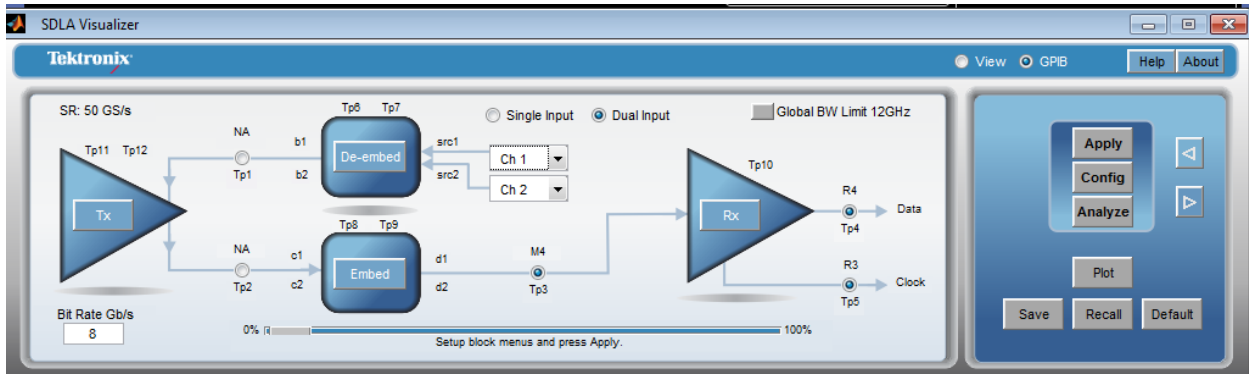 SDLA Visualizer
Tektronix
View GPIB Help About
SR: 50 GS/s
Tp6 Tp7
Single Input Dual Input
Global BW Limit 12GHz
Tp11 Tp12
NA
Tp1
b1
b2
De-embed
src1
src2
Ch 1
Ch 2
Tx
Tp8 Tp9
NA
Tp2
c1
c2
Embed
d1
d2
M4
Tp3
Tp10
Rx
R4
Tp4
Data
R3
Tp5
Clock
Bit Rate Gb/s
8
0% 100%
Setup block menus and press Apply.
Apply
Config
Analyze
Plot
Save Recall Default